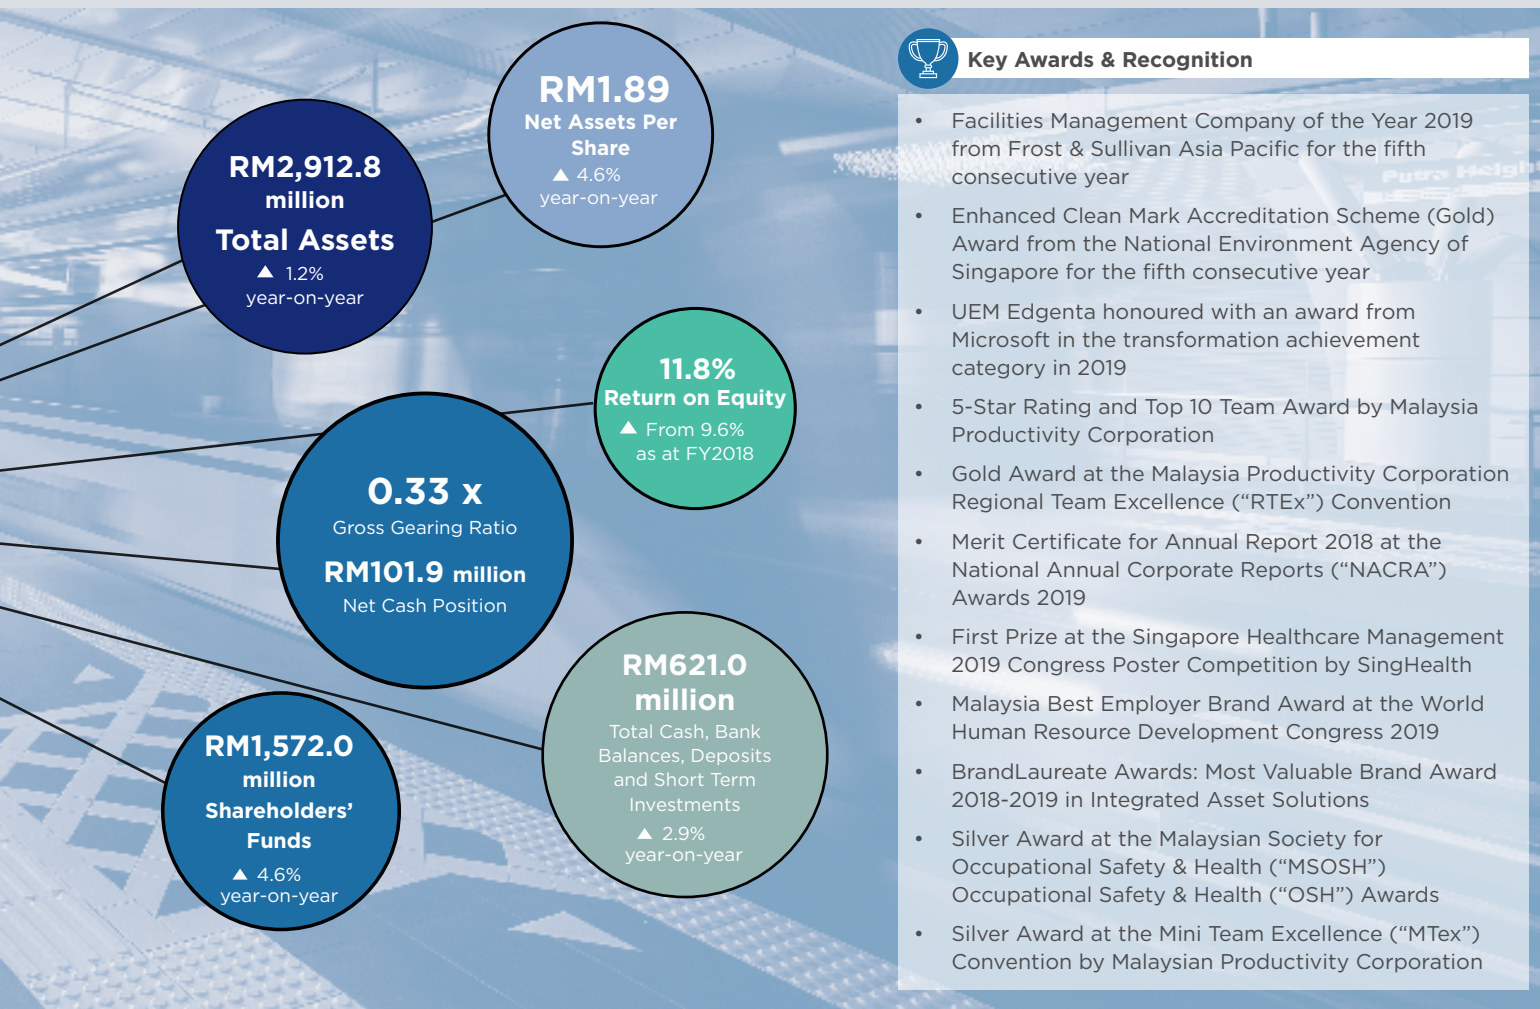 RM1.89
Net Assets Per
Share
▲ 4.6%
year-on-year
RM2,912.8
million
Total Assets
▲ 1.2%
year-on-year
11.8%
Return on Equity
▲ From 9.6%
as at FY2018
0.33 x
Gross Gearing Ratio
RM101.9 million
Net Cash Position
RM621.0
million
Total Cash, Bank
Balances, Deposits
and Short Term
Investments
▲ 2.9%
year-on-year
RM1,572.0
million
Shareholders’
Funds
▲ 4.6%
year-on-year
Key Awards & Recognition
• Facilities Management Company of the Year 2019
from Frost & Sullivan Asia Pacific for the fifth
consecutive year
• Enhanced Clean Mark Accreditation Scheme (Gold)
Award from the National Environment Agency of
Singapore for the fifth consecutive year
• UEM Edgenta honoured with an award from
Microsoft in the transformation achievement
category in 2019
• 5-Star Rating and Top 10 Team Award by Malaysia
Productivity Corporation
• Gold Award at the Malaysia Productivity Corporation
Regional Team Excellence (“RTEx”) Convention
• Merit Certificate for Annual Report 2018 at the
National Annual Corporate Reports (“NACRA”)
Awards 2019
• First Prize at the Singapore Healthcare Management
2019 Congress Poster Competition by SingHealth
• Malaysia Best Employer Brand Award at the World
Human Resource Development Congress 2019
• BrandLaureate Awards: Most Valuable Brand Award
2018-2019 in Integrated Asset Solutions
• Silver Award at the Malaysian Society for
Occupational Safety & Health (“MSOSH”)
Occupational Safety & Health (“OSH”) Awards
• Silver Award at the Mini Team Excellence (“MTex”)
Convention by Malaysian Productivity Corporation
Putra Heigh